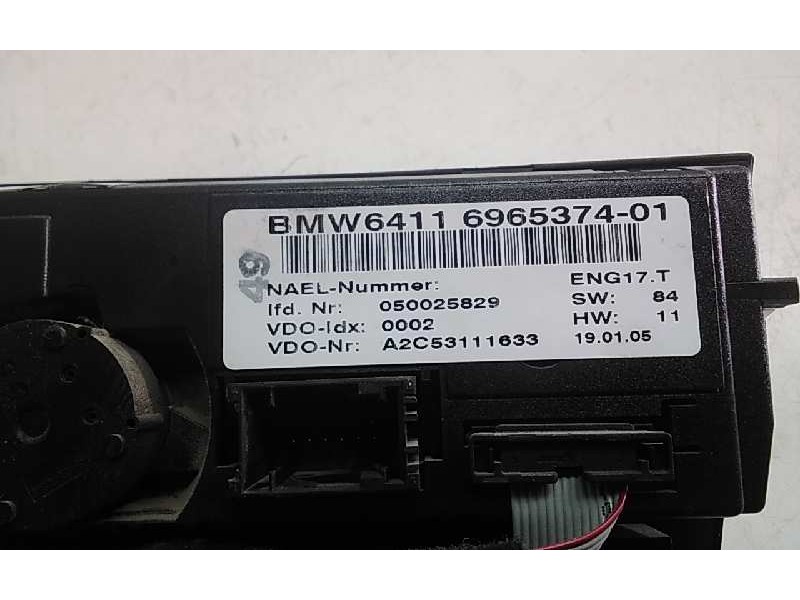 BMW6411 6965374-01
64
NAEL-Nummer: ENG17.T
lfd. Nr: 050025829 SW: 84
VDO-Idx: 0002 HW: 11
VDO-Nr: A2C53111633 19.01.05